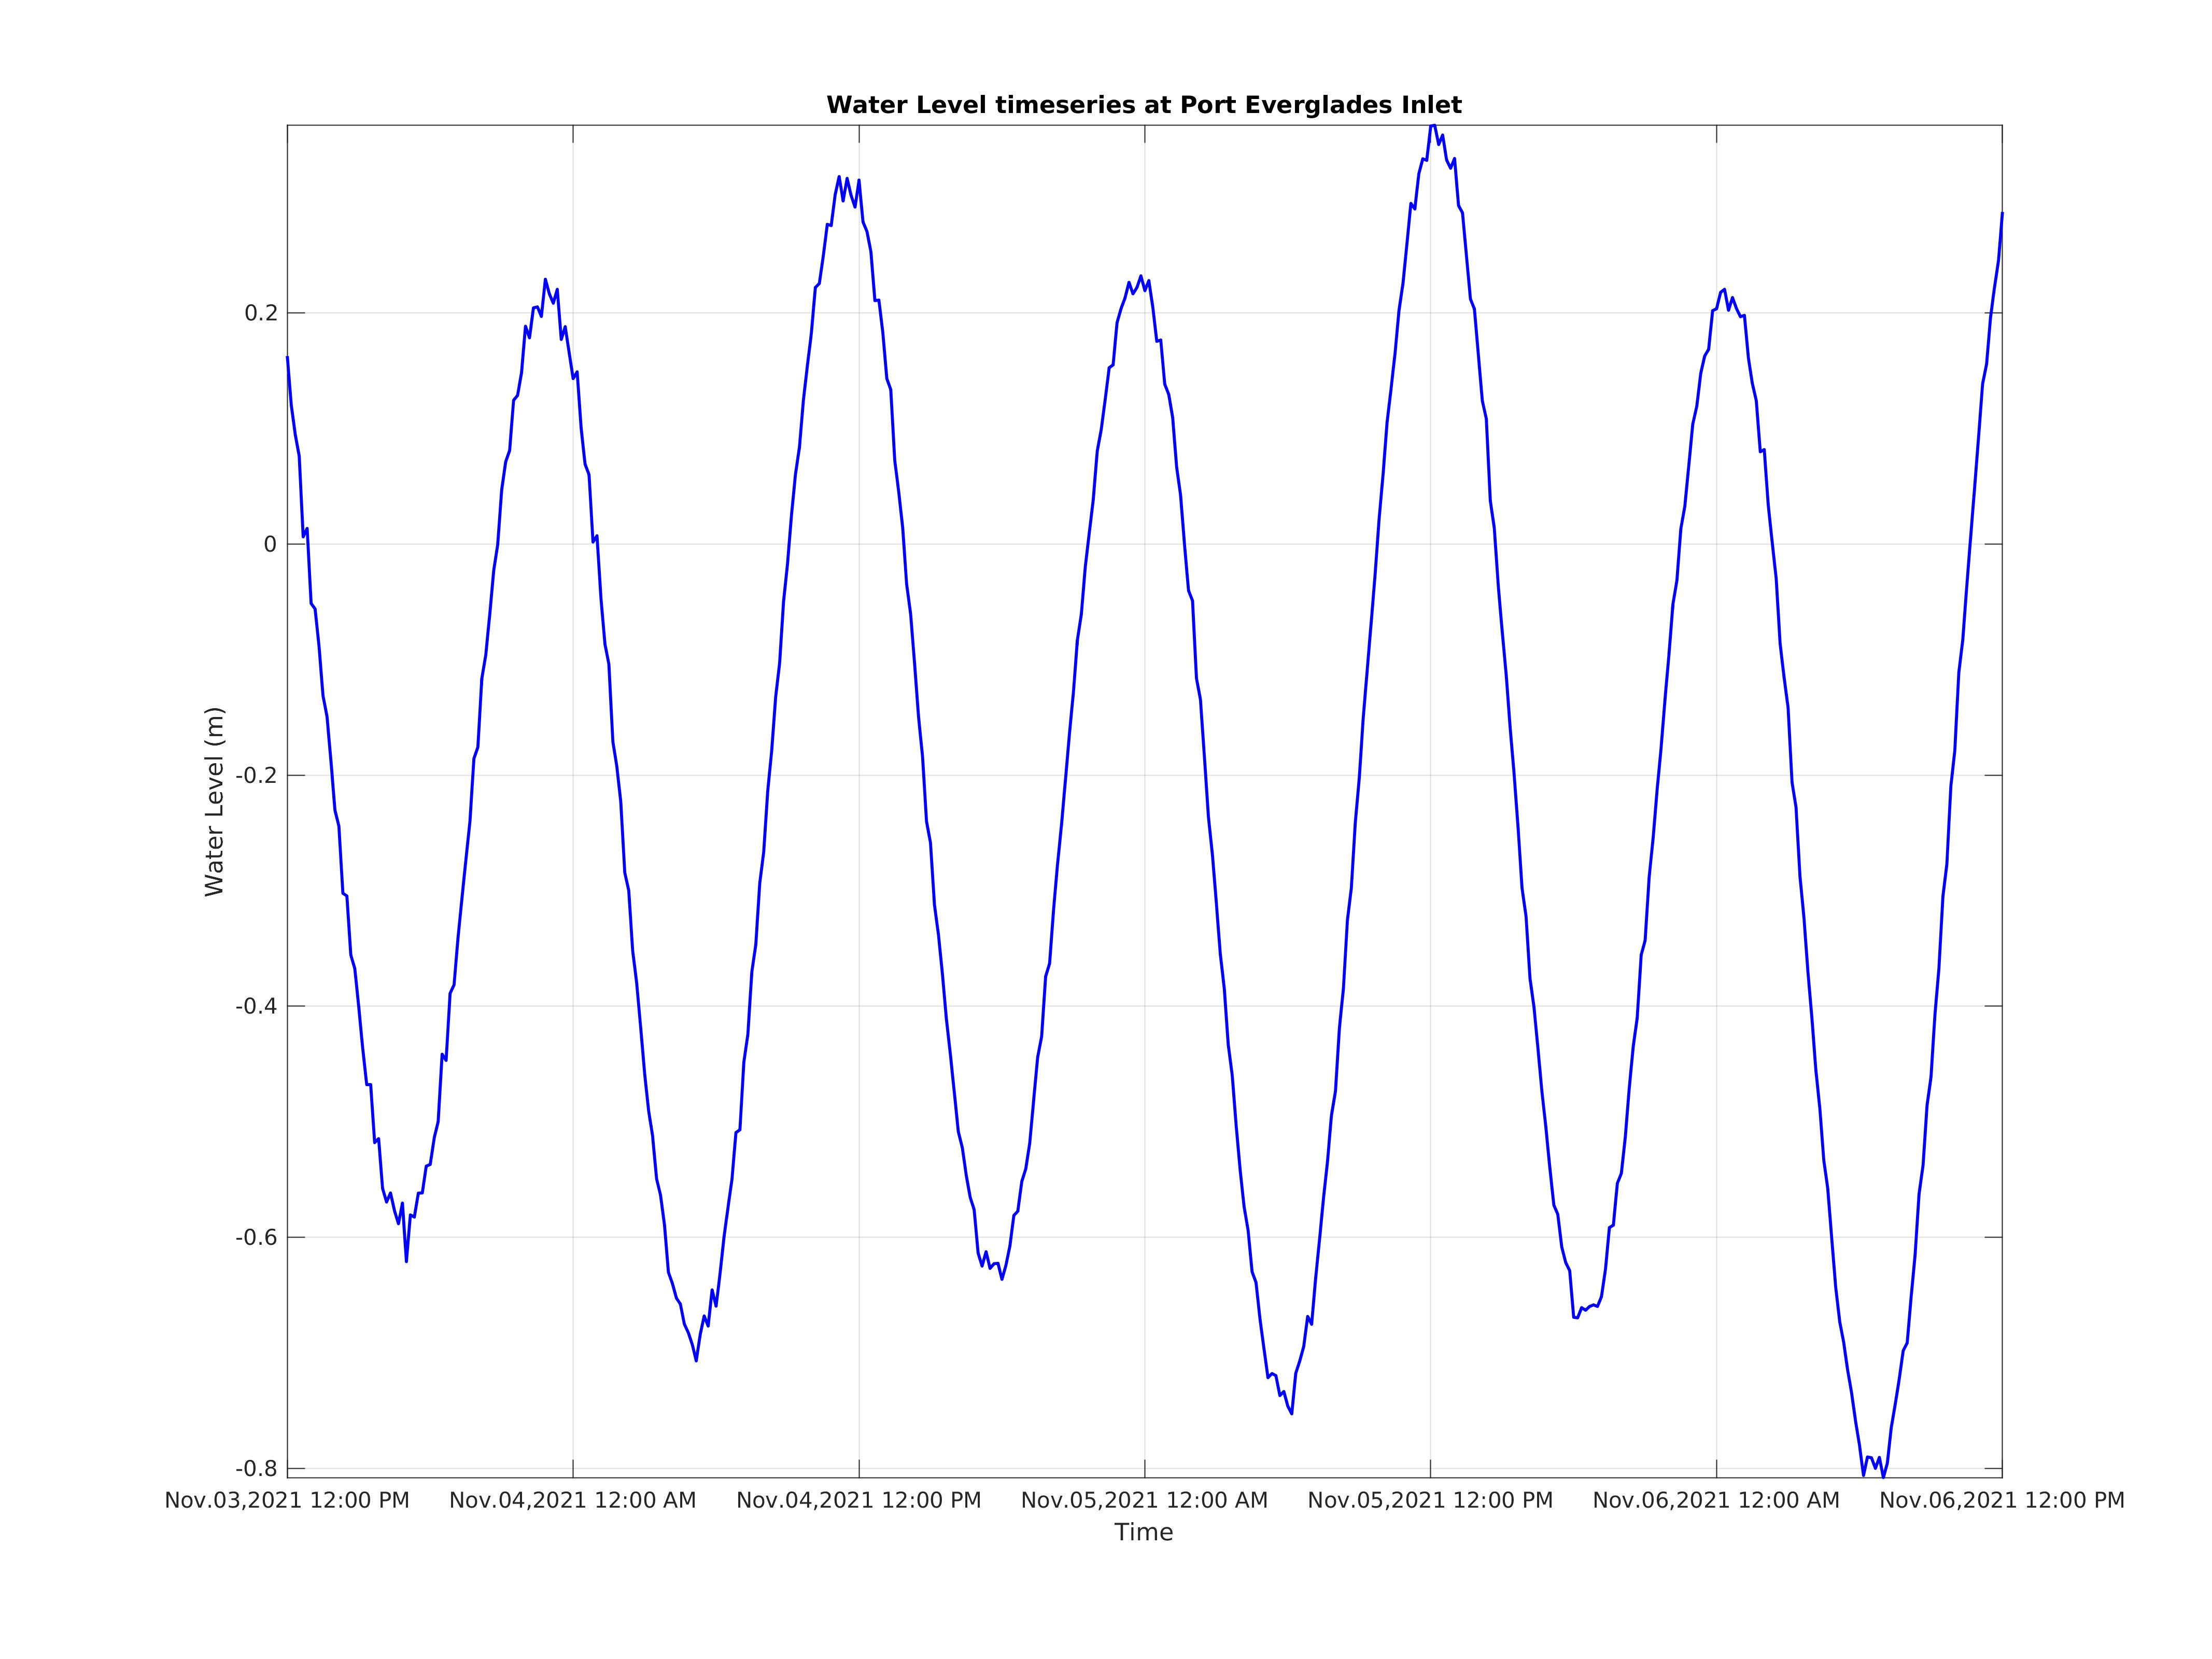 Water Level timeseries at Port Everglades Inlet
0.2
0
-0.2
-0.4
-0.6
-0.8
Water Level (m)
Nov.03,2021 12:00 PM Nov.04,2021 12:00 AM Nov.04,2021 12:00 PM Nov.05,2021 12:00 AM Nov.05,2021 12:00 PM Nov.06,2021 12:00 AM Nov.06,2021 12:00 PM
Time